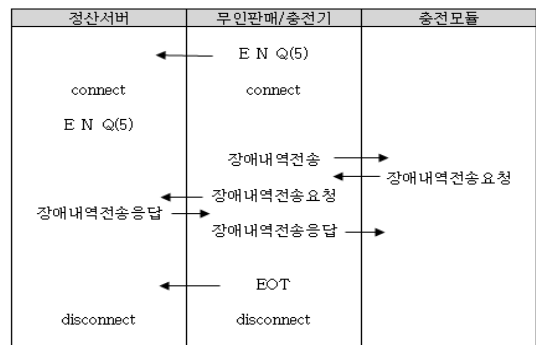 정산서버 무인판매/충전기 충전모듈
E N Q(5)
connect connect
E N Q(5)
장애내역전송
장애내역전송요청
장애내역전송요청
장애내역전송응답
장애내역전송응답
EOT
disconnect disconnect